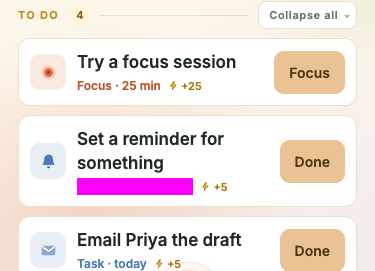 TO DO 4 Collapse all
Try a focus session
Focus · 25 min +25
Focus
Set a reminder for
something
+5
Done
Email Priya the draft
Task · today +5
Done